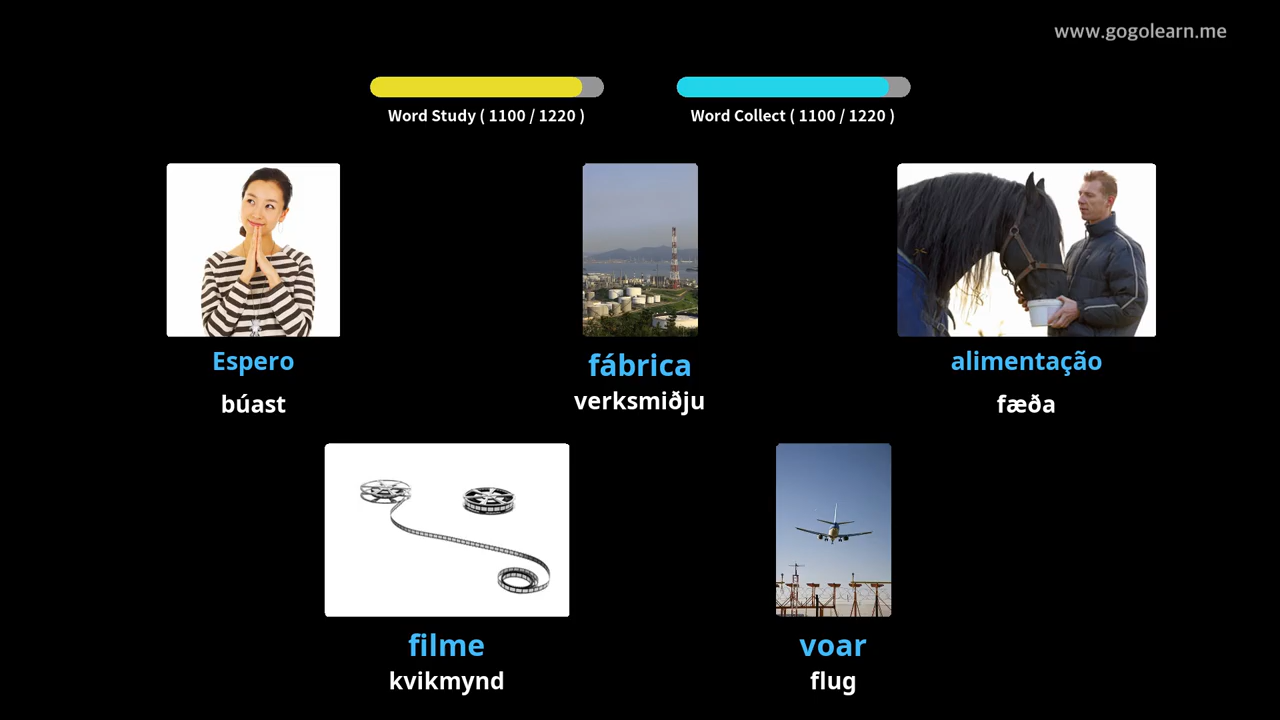 www.gogolearn.me
Word Study ( 1100 / 1220 )
Word Collect ( 1100 / 1220 )
Espero
búast
fábrica
verksmiðju
alimentação
fæða
filme
kvikmynd
voar
flug